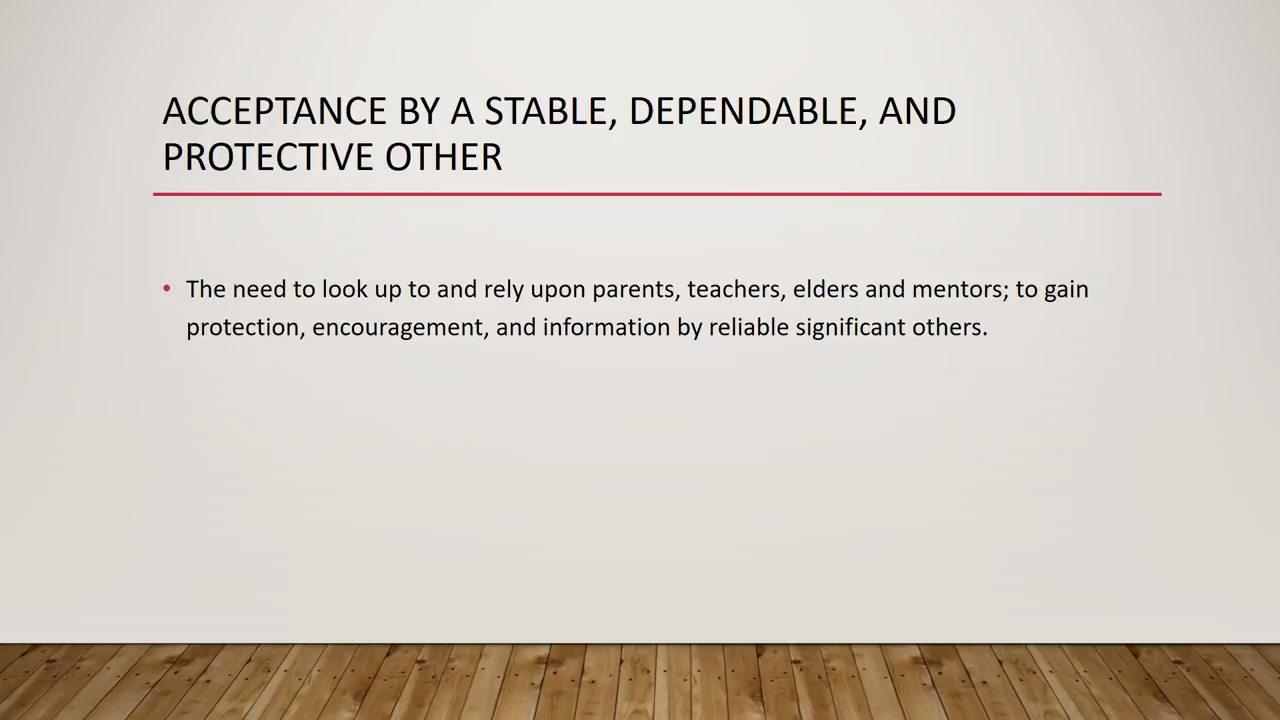 ACCEPTANCE BY A STABLE, DEPENDABLE, AND
PROTECTIVE OTHER
• The need to look up to and rely upon parents, teachers, elders and mentors; to gain
protection, encouragement, and information by reliable significant others.